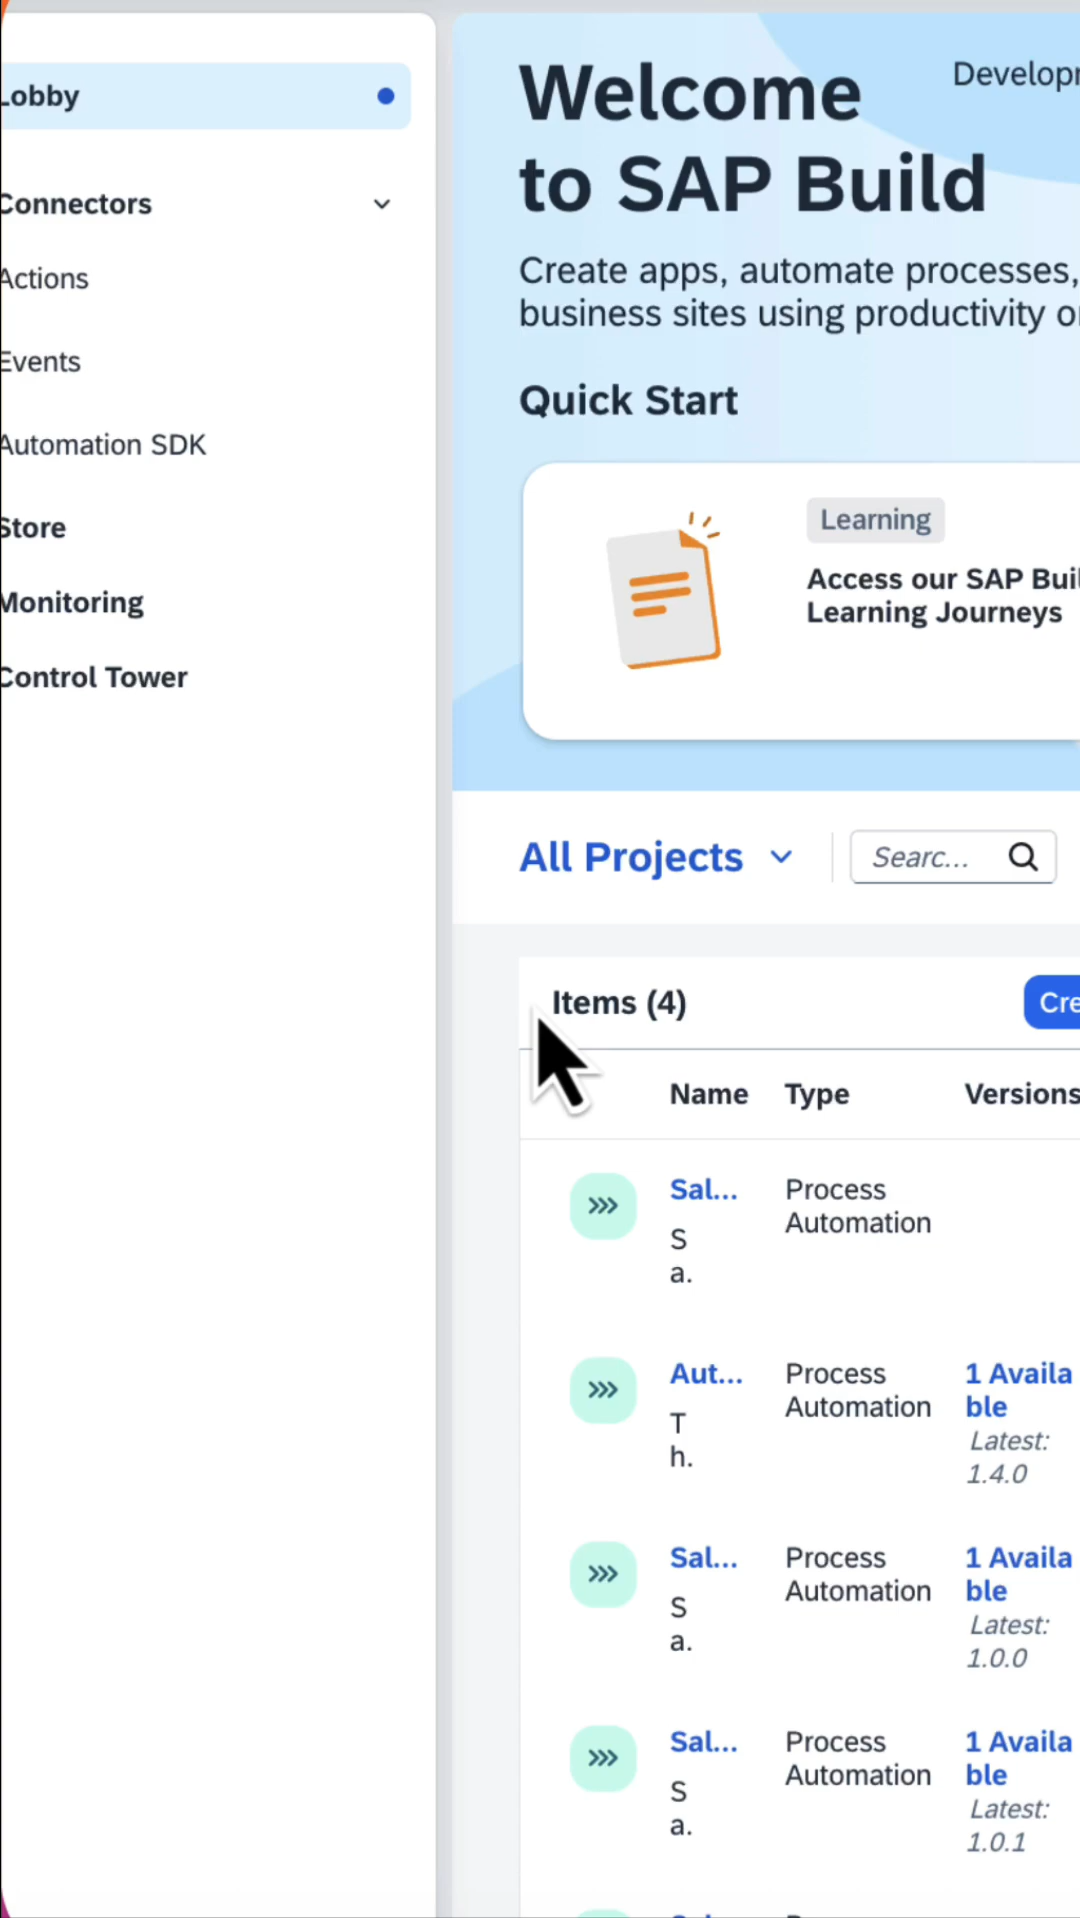 Lobby
Connectors
Actions
Events
Automation SDK
Store
Monitoring
Control Tower
Welcome
to SAP Build
Create apps, automate processes,
business sites using productivity
Quick Start
Learning
Access our SAP
Learning Journeys
All Projects
Searc...
Items (4)
Name Type Versions
Sal... Process
Automation
S
a.
Aut... Process
Automation
1 Availa
ble
T
h.
Latest:
1.4.0
Sal... Process
Automation
1 Availa
ble
S
a.
Latest:
1.0.0
Sal... Process
Automation
1 Availa
ble
S
a.
Latest:
1.0.1